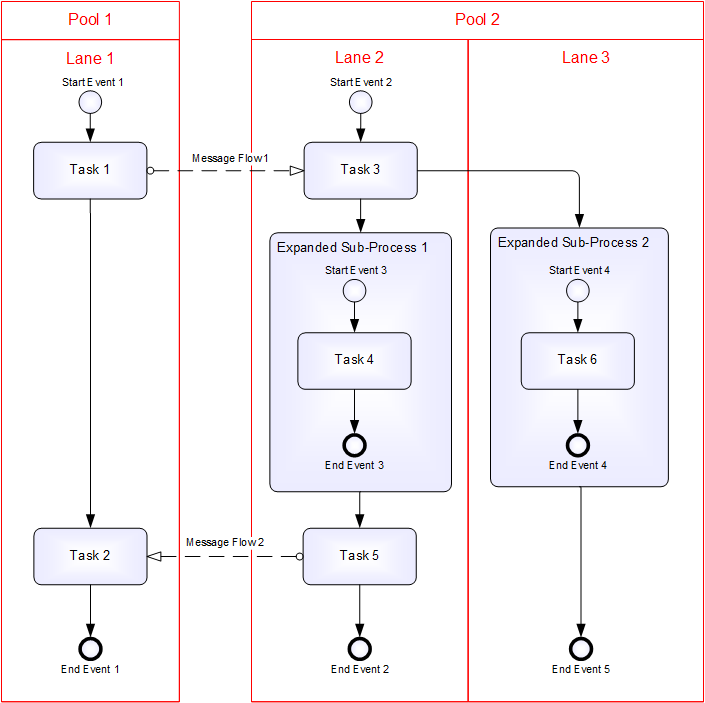 Pool 1
Pool 2
Lane 1
Lane 2
Lane 3
Start Event 1
Start Event 2
Task 1
Message Flow1
Task 3
Expanded Sub-Process 1
Expanded Sub-Process 2
Start Event 3
Start Event 4
Task 4
Task 6
End Event 3
End Event 4
Task 2
Message Flow2
Task 5
End Event 1
End Event 2
End Event 5